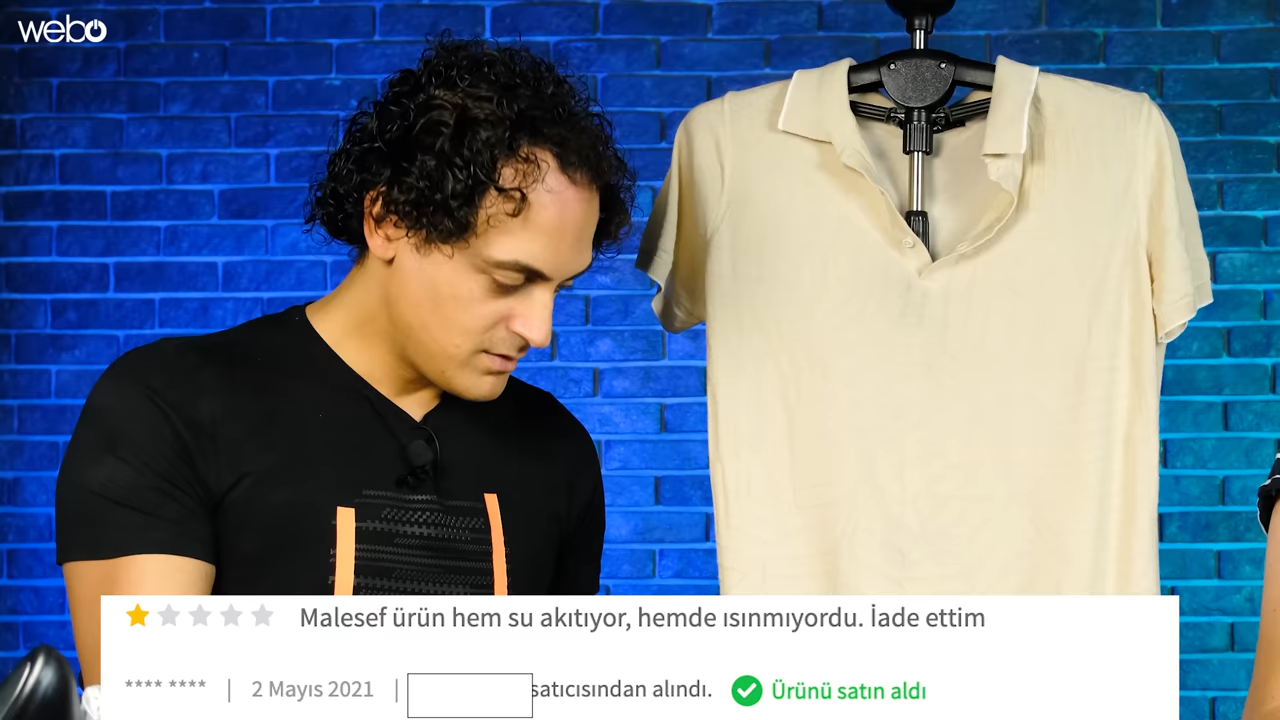 webo
Malesef ürün hem su akıtıyor, hemde ısınmıyordu. İade ettim
**** **** | 2 Mayıs 2021 | satıcısından alındı. Ürünü satın aldı